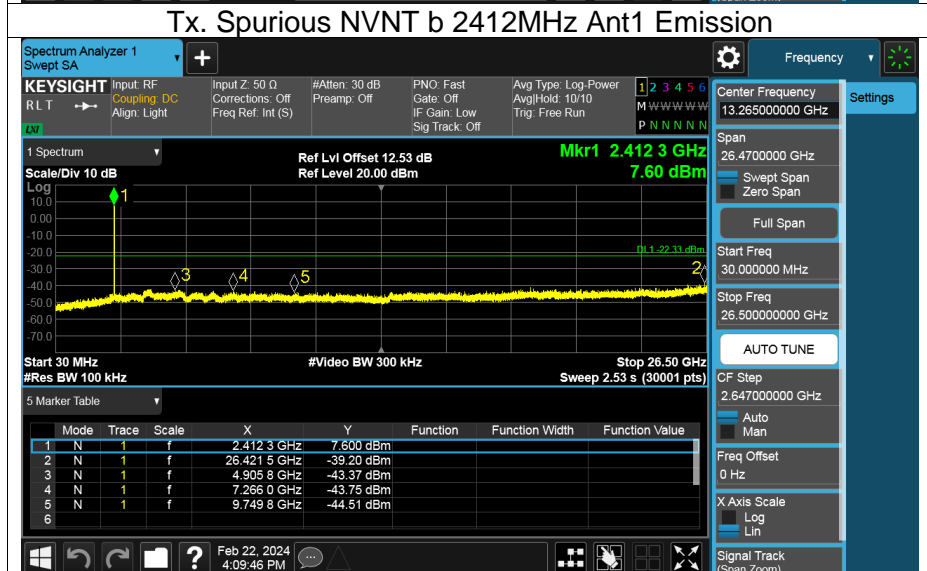 Tx. Spurious NVNT b 2412MHz Ant1 Emission
Spectrum Analyzer 1
Swept SA
+
Frequency
KEYSIGHT
RLT
LXI
Input: RF
Coupling: DC
Align: Light
Input Z: 50 Ω
Corrections: Off
Freq Ref: Int (S)
#Atten: 30 dB
Preamp: Off
PNO: Fast
Gate: Off
IF Gain: Low
Sig Track: Off
Avg Type: Log-Power
Avg|Hold: 10/10
Trig: Free Run
1 2 3 4 5 6
M W W W W W
P N N N N N
1 Spectrum
Scale/Div 10 dB
Ref Lvl Offset 12.53 dB
Ref Level 20.00 dBm
Mkr1 2.412 3 GHz
7.60 dBm
Log
10.0
0.00
-10.0
-20.0
-30.0
-40.0
-50.0
-60.0
-70.0
1
3
4
5
2
DL1 -22.33 dBm
Start 30 MHz
#Res BW 100 kHz
#Video BW 300 kHz
Stop 26.50 GHz
Sweep 2.53 s (30001 pts)
5 Marker Table
Mode Trace Scale X Y Function Function Width Function Value
1 N 1 f 2.412 3 GHz 7.600 dBm
2 N 1 f 26.421 5 GHz -39.20 dBm
3 N 1 f 4.905 8 GHz -43.37 dBm
4 N 1 f 7.266 0 GHz -43.75 dBm
5 N 1 f 9.749 8 GHz -44.51 dBm
6
?
Feb 22, 2024
4:09:46 PM
Center Frequency
13.265000000 GHz
Span
26.4700000 GHz
Swept Span
Zero Span
Full Span
Start Freq
30.000000 MHz
Stop Freq
26.500000000 GHz
AUTO TUNE
CF Step
2.647000000 GHz
Auto
Man
Freq Offset
0 Hz
X Axis Scale
Log
Lin
Signal Track
(Span Zoom)
Settings